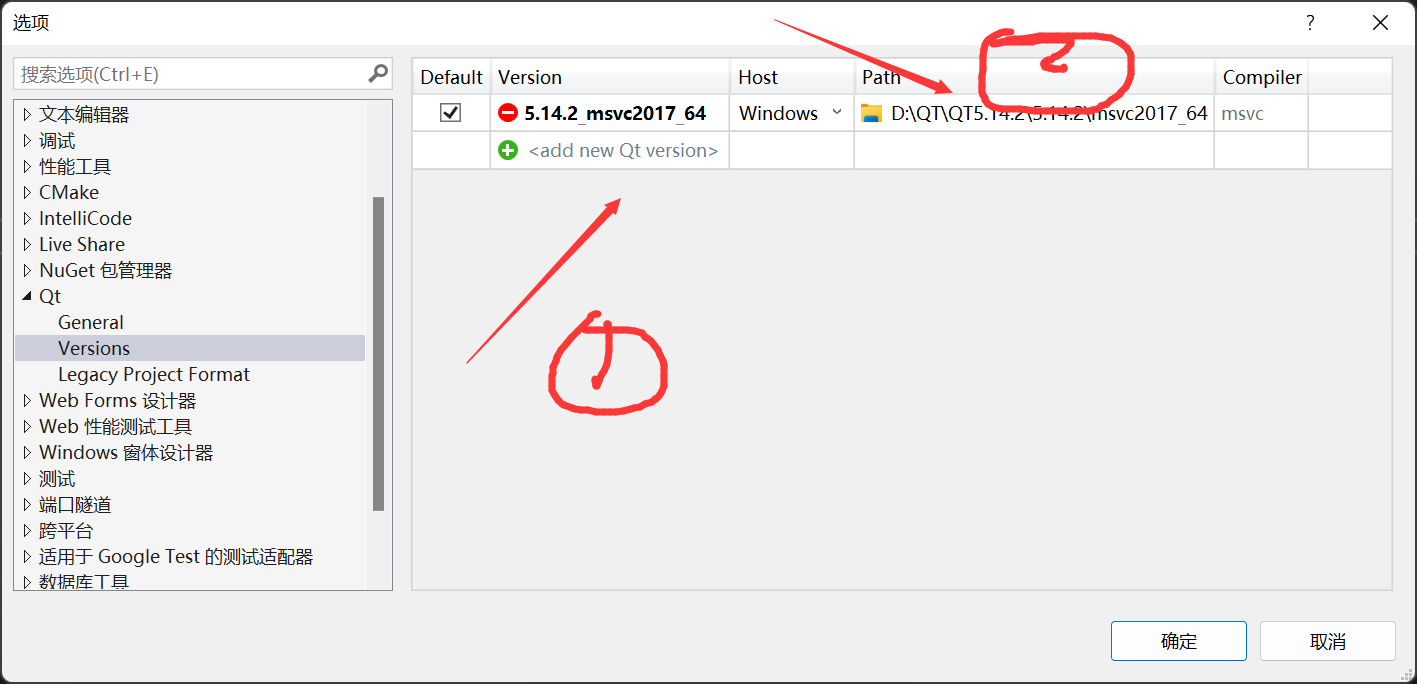 选项
?
搜索选项(Ctrl+E)
文本编辑器
调试
性能工具
CMake
IntelliCode
Live Share
NuGet 包管理器
Qt
General
Versions
Legacy Project Format
Web Forms 设计器
Web 性能测试工具
Windows 窗体设计器
测试
端口隧道
跨平台
适用于 Google Test 的测试适配器
数据库工具
Default Version Host Path Compiler
5.14.2_msvc2017_64 Windows D:\QT\QT5.14.2\5.14.2\msvc2017_64 msvc
<add new Qt version>
2
1
确定 取消